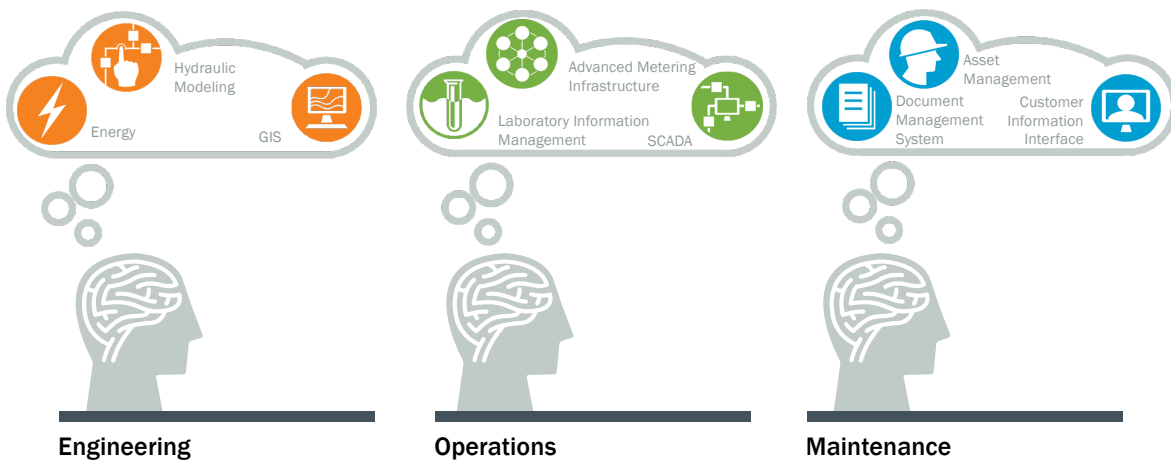 Hydraulic
Modeling
Energy
GIS
Engineering
Advanced Metering
Infrastructure
Laboratory Information
Management
SCADA
Operations
Asset
Management
Document
Management
System
Customer
Information
Interface
Maintenance